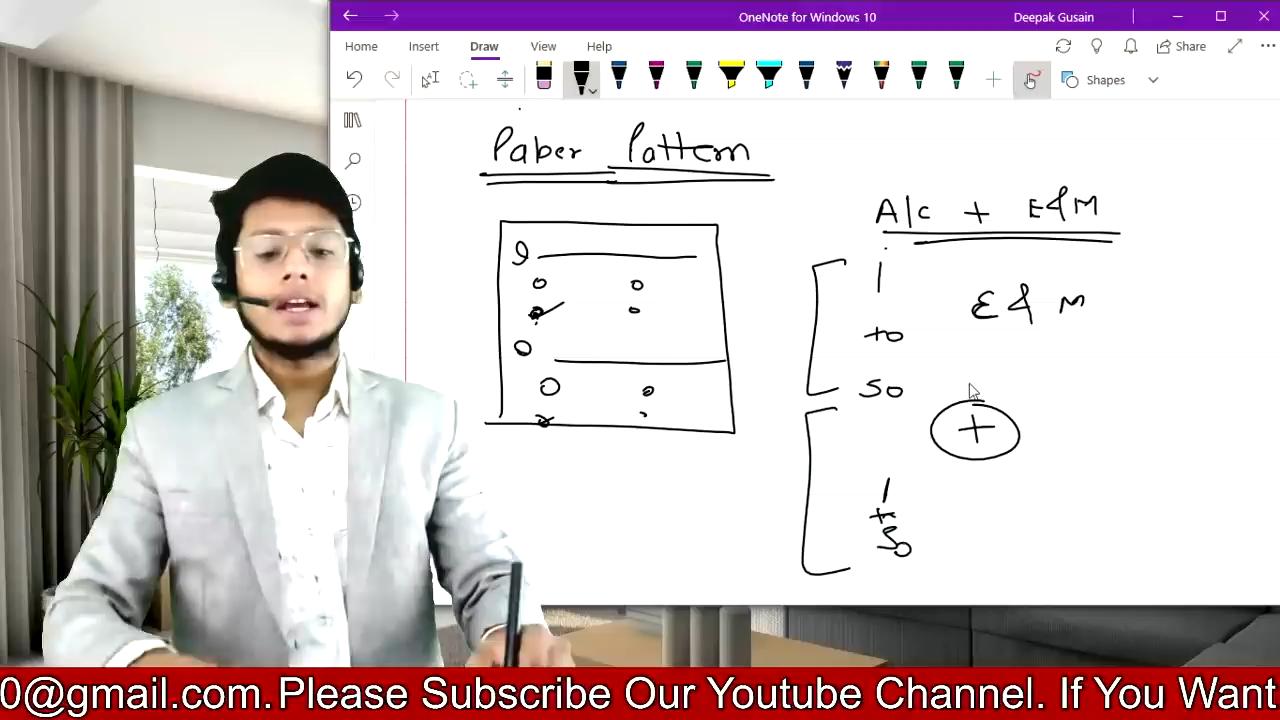 OneNote for Windows 10
Deepak Gusain
Home Insert Draw View Help
Share
Shapes
Paber Pattern
A/c + E&M
Q
1
E & M
to
50
+
1
to
50
0@gmail.com.Please Subscribe Our Youtube Channel. If You Want